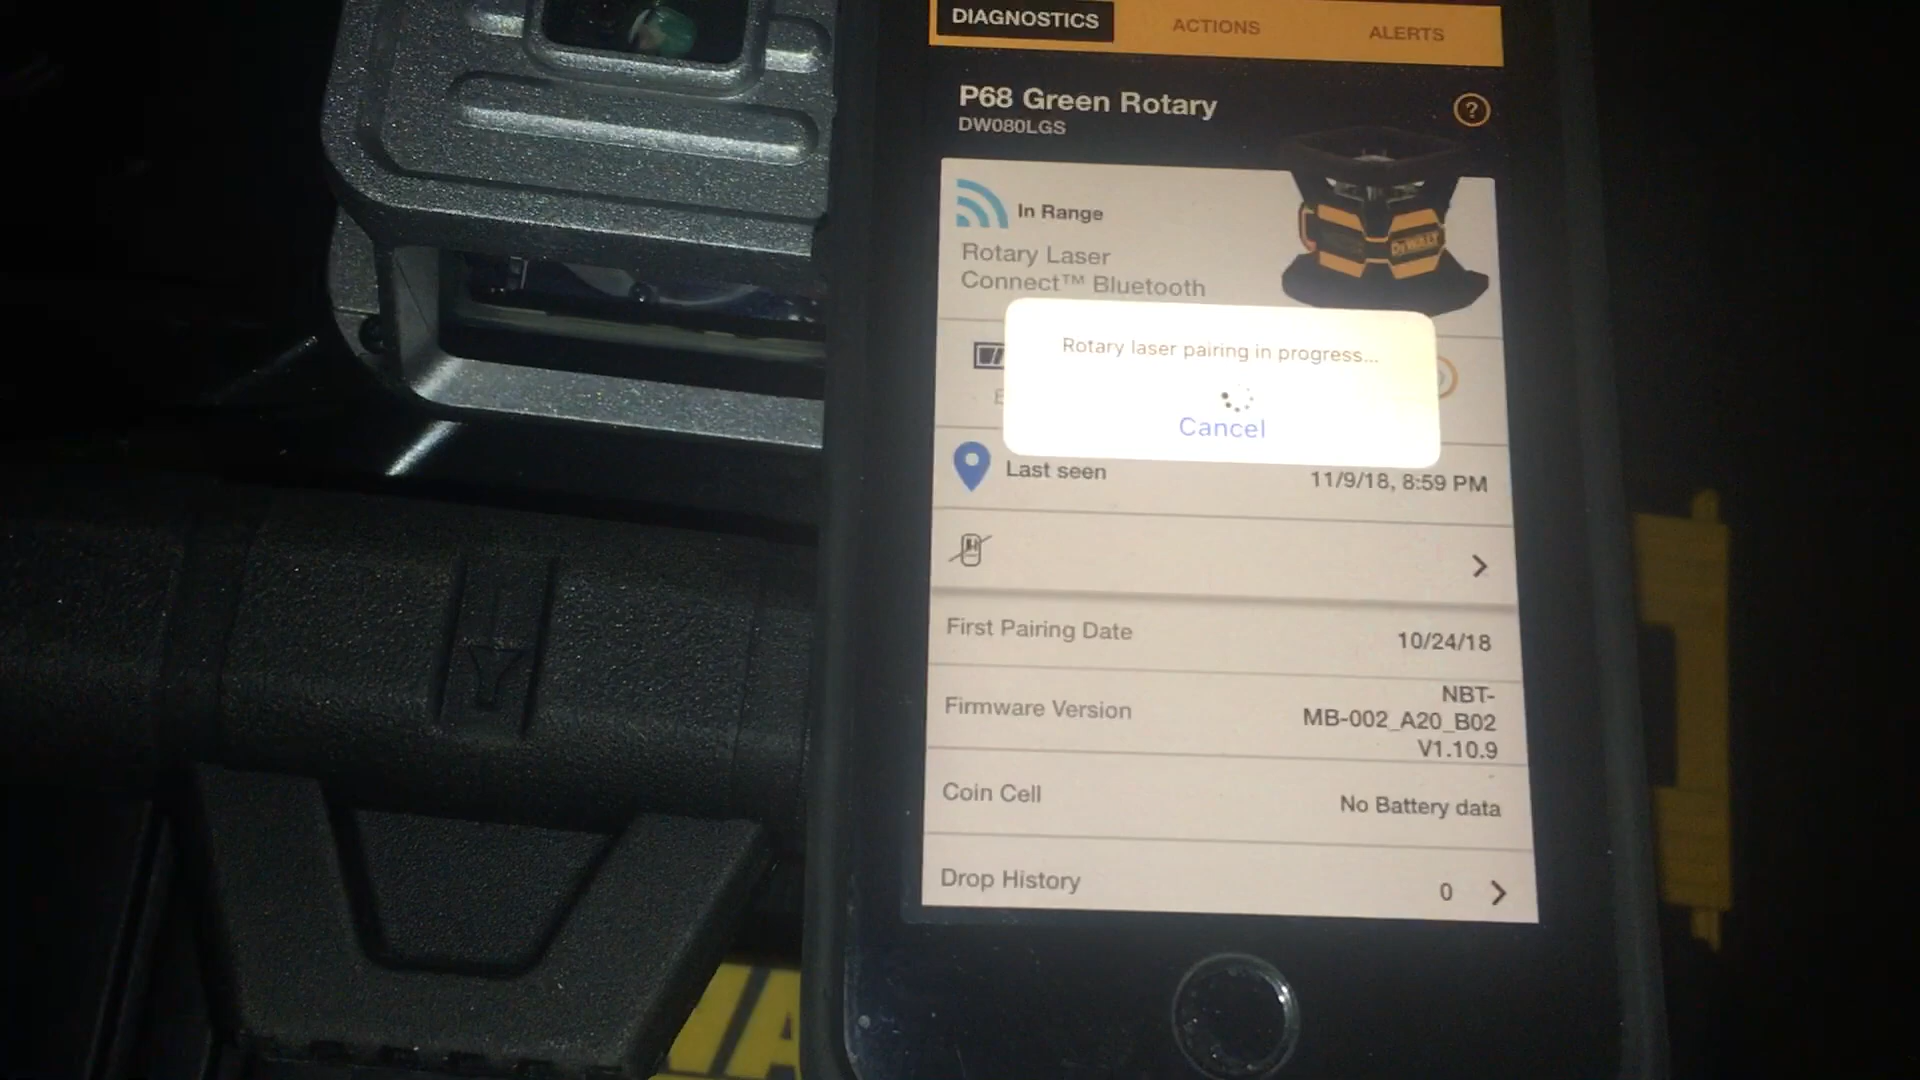 DIAGNOSTICS
ACTIONS
ALERTS
P68 Green Rotary
DW080LGS
?
In Range
Rotary Laser
Connect™ Bluetooth
DEWALT
Rotary laser pairing in progress...
Cancel
Last seen
11/9/18, 8:59 PM
First Pairing Date
10/24/18
Firmware Version
NBT-
MB-002_A20_B02
V1.10.9
Coin Cell
No Battery data
Drop History
0